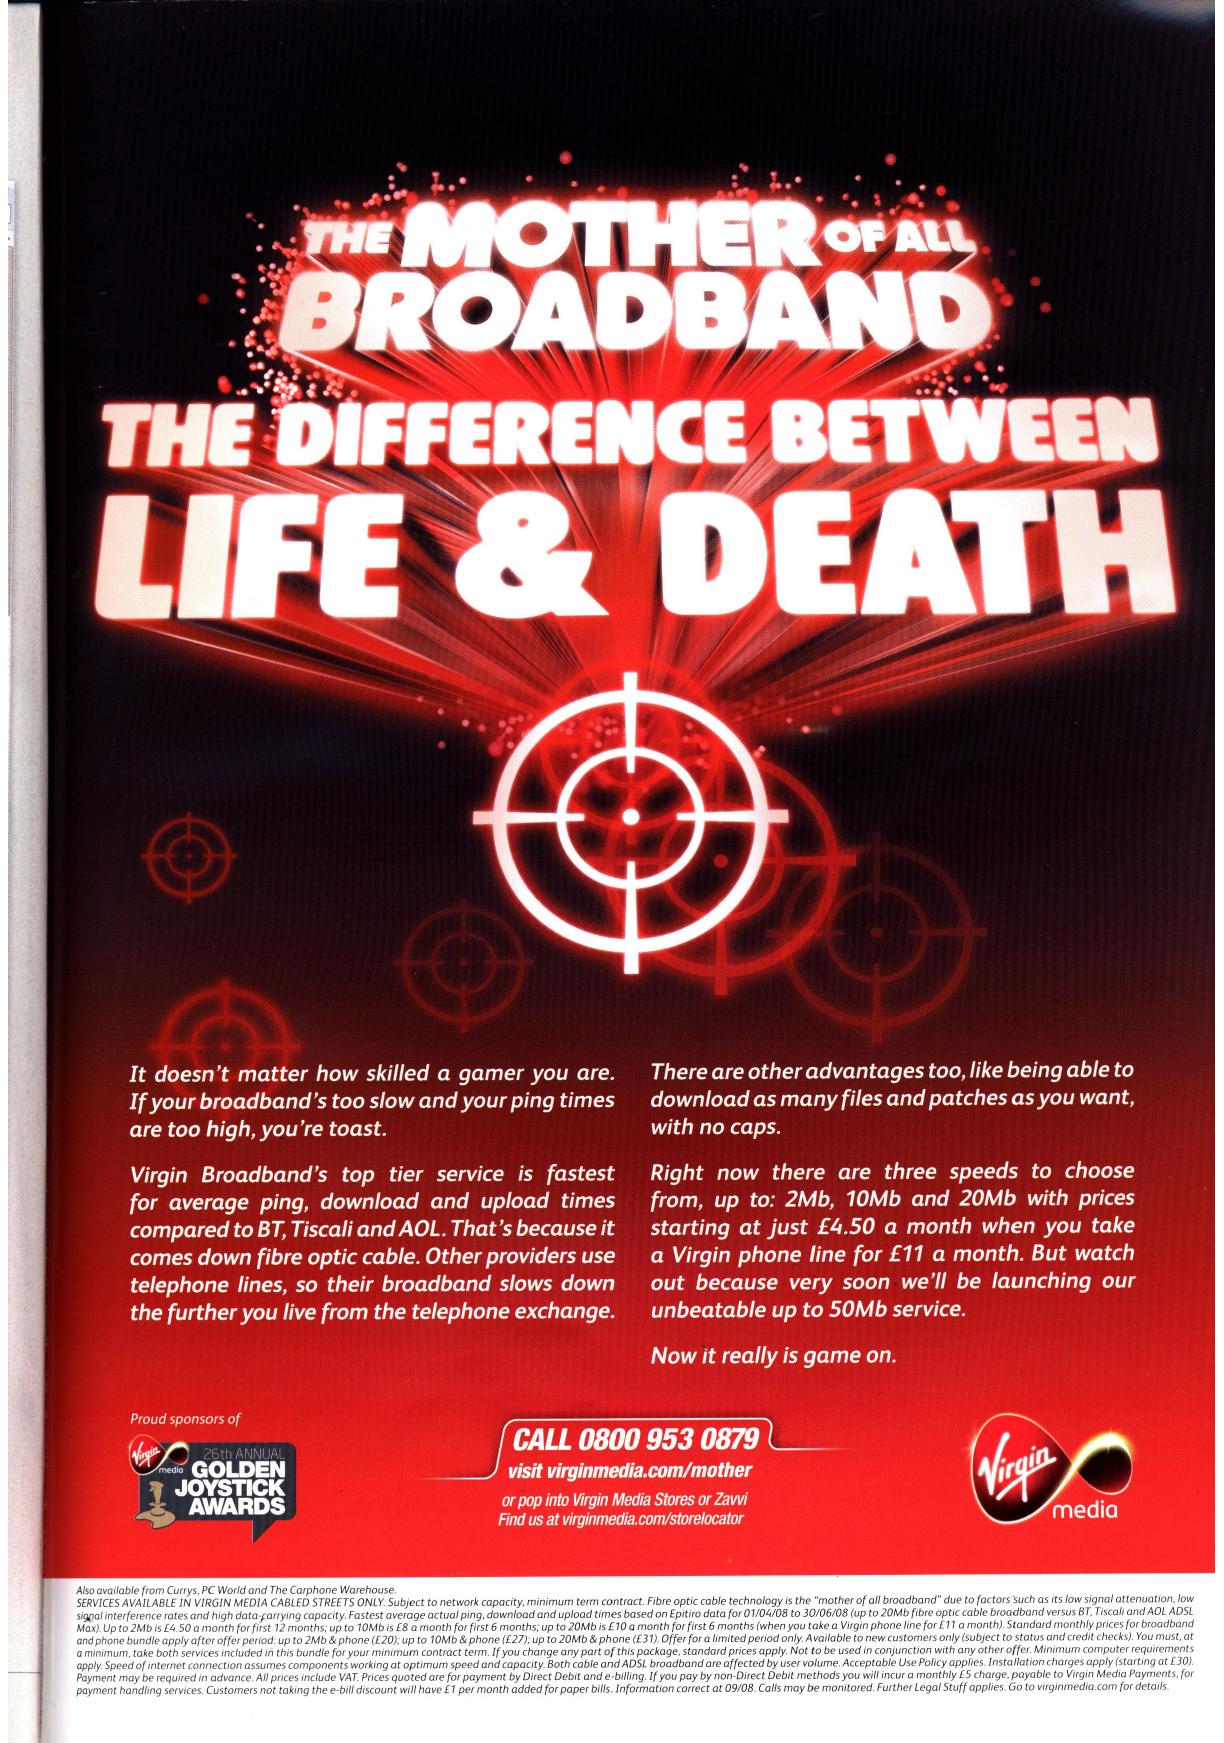 THE MOTHER OF ALL
BROADBAND
THE DIFFERENCE BETWEEN
LIFE & DEATH
It doesn't matter how skilled a gamer you are.
If your broadband's too slow and your ping times
are too high, you're toast.
Virgin Broadband's top tier service is fastest
for average ping, download and upload times
compared to BT, Tiscali and AOL. That's because it
comes down fibre optic cable. Other providers use
telephone lines, so their broadband slows down
the further you live from the telephone exchange.
There are other advantages too, like being able to
download as many files and patches as you want,
with no caps.
Right now there are three speeds to choose
from, up to: 2Mb, 10Mb and 20Mb with prices
starting at just £4.50 a month when you take
a Virgin phone line for £11 a month. But watch
out because very soon we'll be launching our
unbeatable up to 50Mb service.
Now it really is game on.
Proud sponsors of
Virgin
media
26th ANNUAL
GOLDEN
JOYSTICK
AWARDS
CALL 0800 953 0879
visit virginmedia.com/mother
or pop into Virgin Media Stores or Zavvi
Find us at virginmedia.com/storelocator
Virgin
media
Also available from Currys, PC World and The Carphone Warehouse.
SERVICES AVAILABLE IN VIRGIN MEDIA CABLED STREETS ONLY. Subject to network capacity, minimum term contract. Fibre optic cable technology is the "mother of all broadband" due to factors such as its low signal attenuation, low
signal interference rates and high data carrying capacity. Fastest average actual ping, download and upload times based on Epitiro data for 01/04/08 to 30/06/08 (up to 20Mb fibre optic cable broadband versus BT, Tiscali and AOL ADSL
Max). Up to 2Mb is £4.50 a month for first 12 months; up to 10Mb is £8 a month for first 6 months; up to 20Mb is £10 a month for first 6 months (when you take a Virgin phone line for £11 a month). Standard monthly prices for broadband
and phone bundle apply after offer period: up to 2Mb & phone (£20); up to 10Mb & phone (£27); up to 20Mb & phone (£31). Offer for a limited period only. Available to new customers only (subject to status and credit checks). You must, at
a minimum, take both services included in this bundle for your minimum contract term. If you change any part of this package, standard prices apply. Not to be used in conjunction with any other offer. Minimum computer requirements
apply. Speed of internet connection assumes components working at optimum speed and capacity. Both cable and ADSL broadband are affected by user volume. Acceptable Use Policy applies. Installation charges apply (starting at £30).
Payment may be required in advance. All prices include VAT. Prices quoted are for payment by Direct Debit and e-billing. If you pay by non-Direct Debit methods you will incur a monthly £5 charge, payable to Virgin Media Payments, for
payment handling services. Customers not taking the e-bill discount will have £1 per month added for paper bills. Information correct at 09/08. Calls may be monitored. Further Legal Stuff applies. Go to virginmedia.com for details.